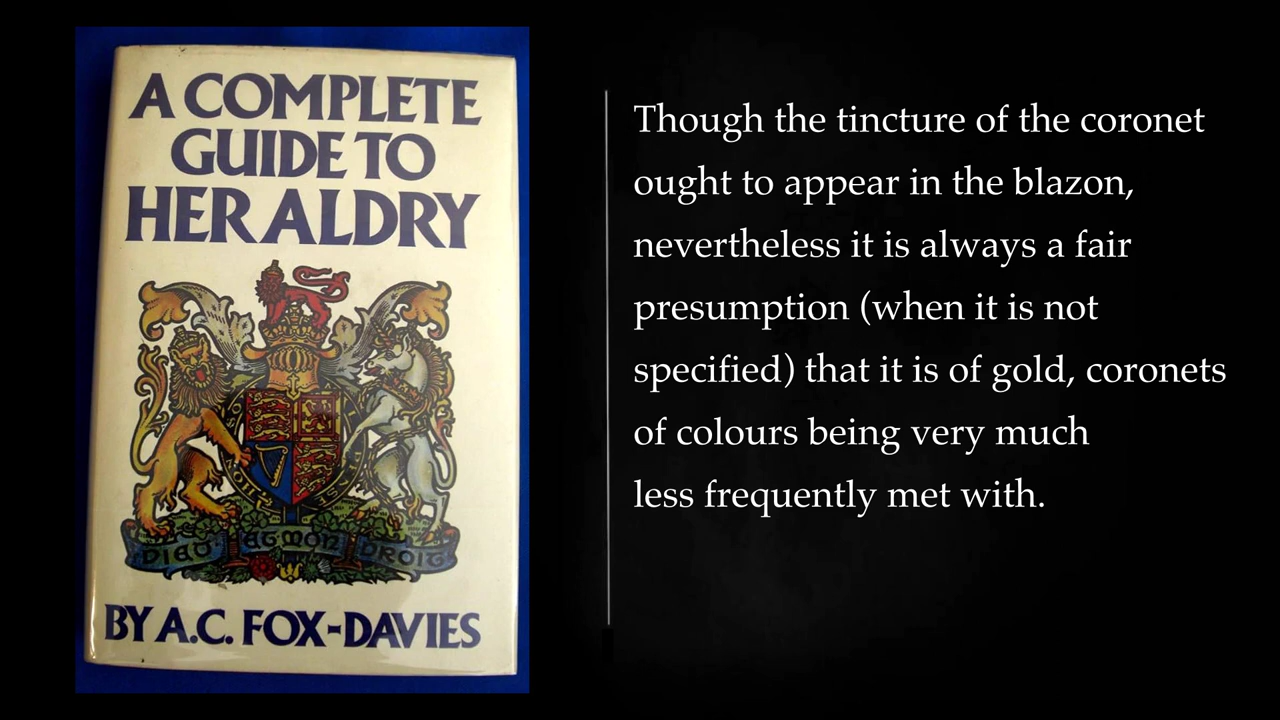 A COMPLETE
GUIDE TO
HERALDRY
DIEU ET MON DROIT
BY A.C. FOX-DAVIES
Though the tincture of the coronet
ought to appear in the blazon,
nevertheless it is always a fair
presumption (when it is not
specified) that it is of gold, coronets
of colours being very much
less frequently met with.